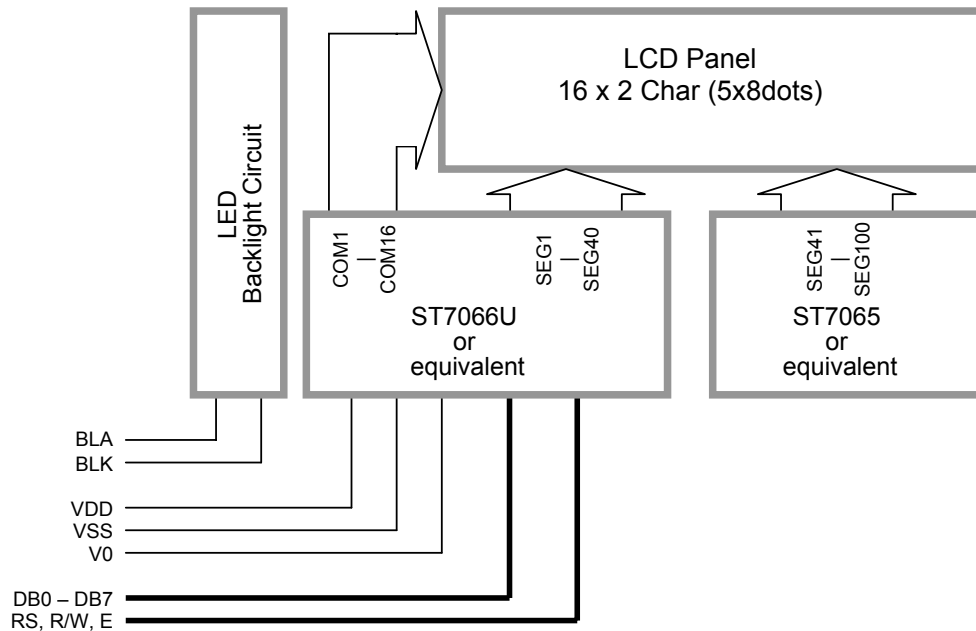 LCD Panel
16 x 2 Char (5x8dots)
LED
Backlight Circuit
COM1
—
COM16
SEG1
—
SEG40
ST7066U
or
equivalent
SEG41
—
SEG100
ST7065
or
equivalent
BLA
BLK
VDD
VSS
V0
DB0 – DB7
RS, R/W, E